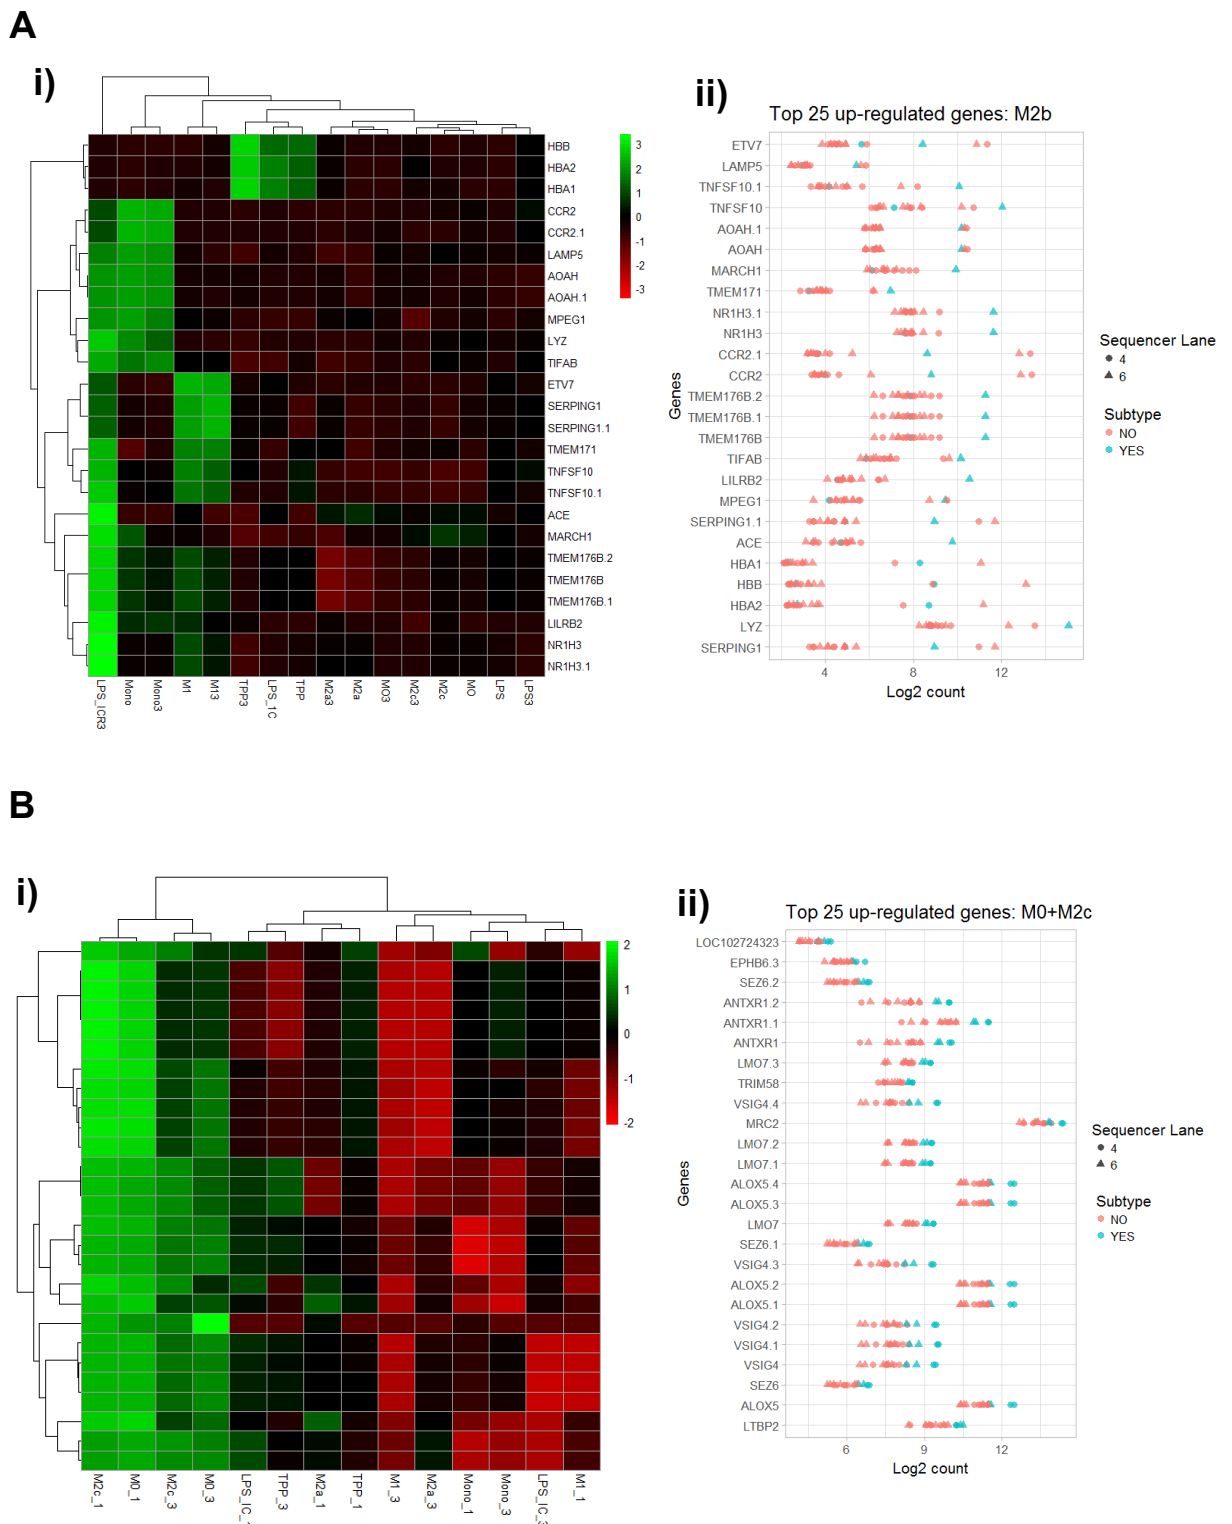 A
i)
HBB
HBA2
HBA1
CCR2
CCR2.1
LAMP5
AOAH
AOAH.1
MPEG1
LYZ
TIFAB
ETV7
SERPING1
SERPING1.1
TMEM171
TNFSF10
TNFSF10.1
ACE
MARCH1
TMEM176B.2
TMEM176B
TMEM176B.1
LILRB2
NR1H3
NR1H3.1
3
2
1
0
-1
-2
-3
LPS_ICR3
Mono
Mono3
M1
M13
TPP3
LPS_1C
TPP
M2a3
M2a
MO3
M2c3
M2c
MO
LPS
LPS3
ii)
Top 25 up-regulated genes: M2b
Genes
ETV7
LAMP5
TNFSF10.1
TNFSF10
AOAH.1
AOAH
MARCH1
TMEM171
NR1H3.1
NR1H3
CCR2.1
CCR2
TMEM176B.2
TMEM176B.1
TMEM176B
TIFAB
LILRB2
MPEG1
SERPING1.1
ACE
HBA1
HBB
HBA2
LYZ
SERPING1
4 8 12
Log2 count
Sequencer Lane
4
6
Subtype
NO
YES
B
i)
2
1
0
-1
-2
M2c_1
M0_1
M2c_3
M0_3
LPS_IC_
TPP_3
M2a_1
TPP_1
M1_3
M2a_3
Mono_1
Mono_3
LPS_IC_3
M1_1
ii)
Top 25 up-regulated genes: M0+M2c
Genes
LOC102724323
EPHB6.3
SEZ6.2
ANTXR1.2
ANTXR1.1
ANTXR1
LMO7.3
TRIM58
VSIG4.4
MRC2
LMO7.2
LMO7.1
ALOX5.4
ALOX5.3
LMO7
SEZ6.1
VSIG4.3
ALOX5.2
ALOX5.1
VSIG4.2
VSIG4.1
VSIG4
SEZ6
ALOX5
LTBP2
6 9 12
Log2 count
Sequencer Lane
4
6
Subtype
NO
YES